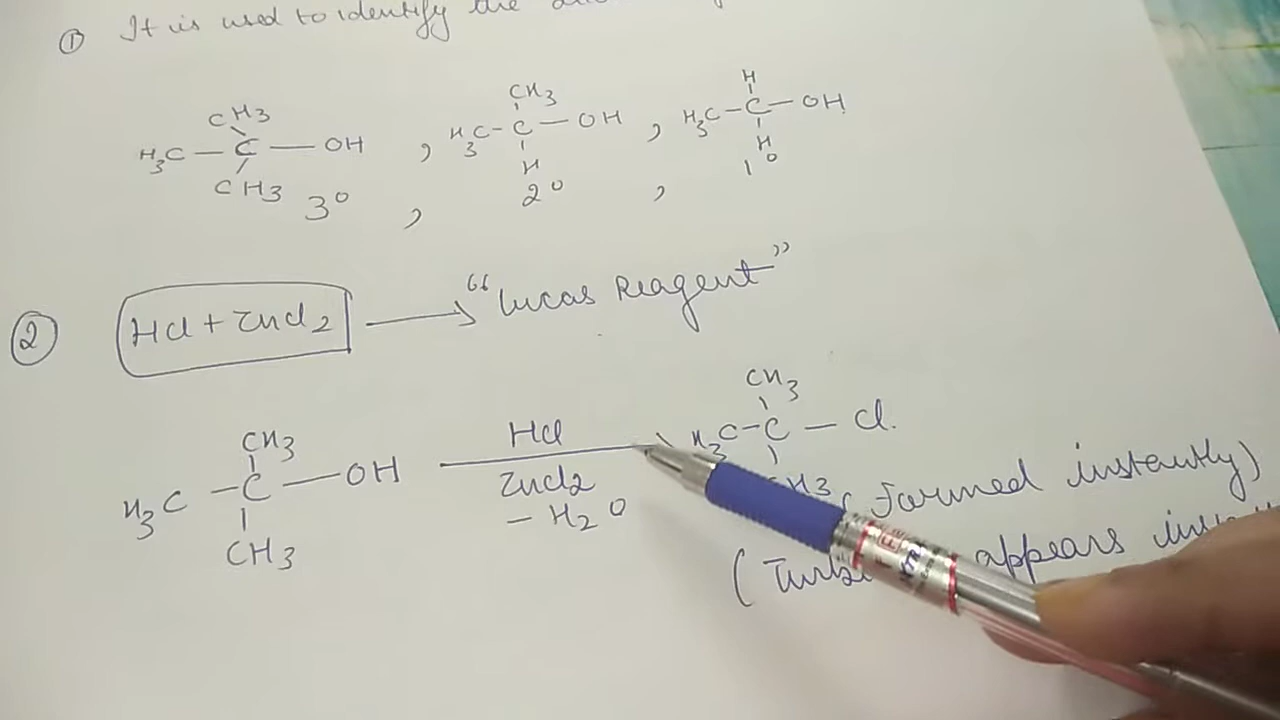 ① It is used to identify the
CH3 CH3 H
H3C — C — OH , H3C - C — OH , H3C - C - OH
CH3 H H
3° , 2° , 1°
② HCl + ZnCl2 → "Lucas Reagent"
CH3 HCl CH3
H3C - C - OH ZnCl2 H3C - C - Cl.
CH3 - H2O H3 (Formed instantly)
appears